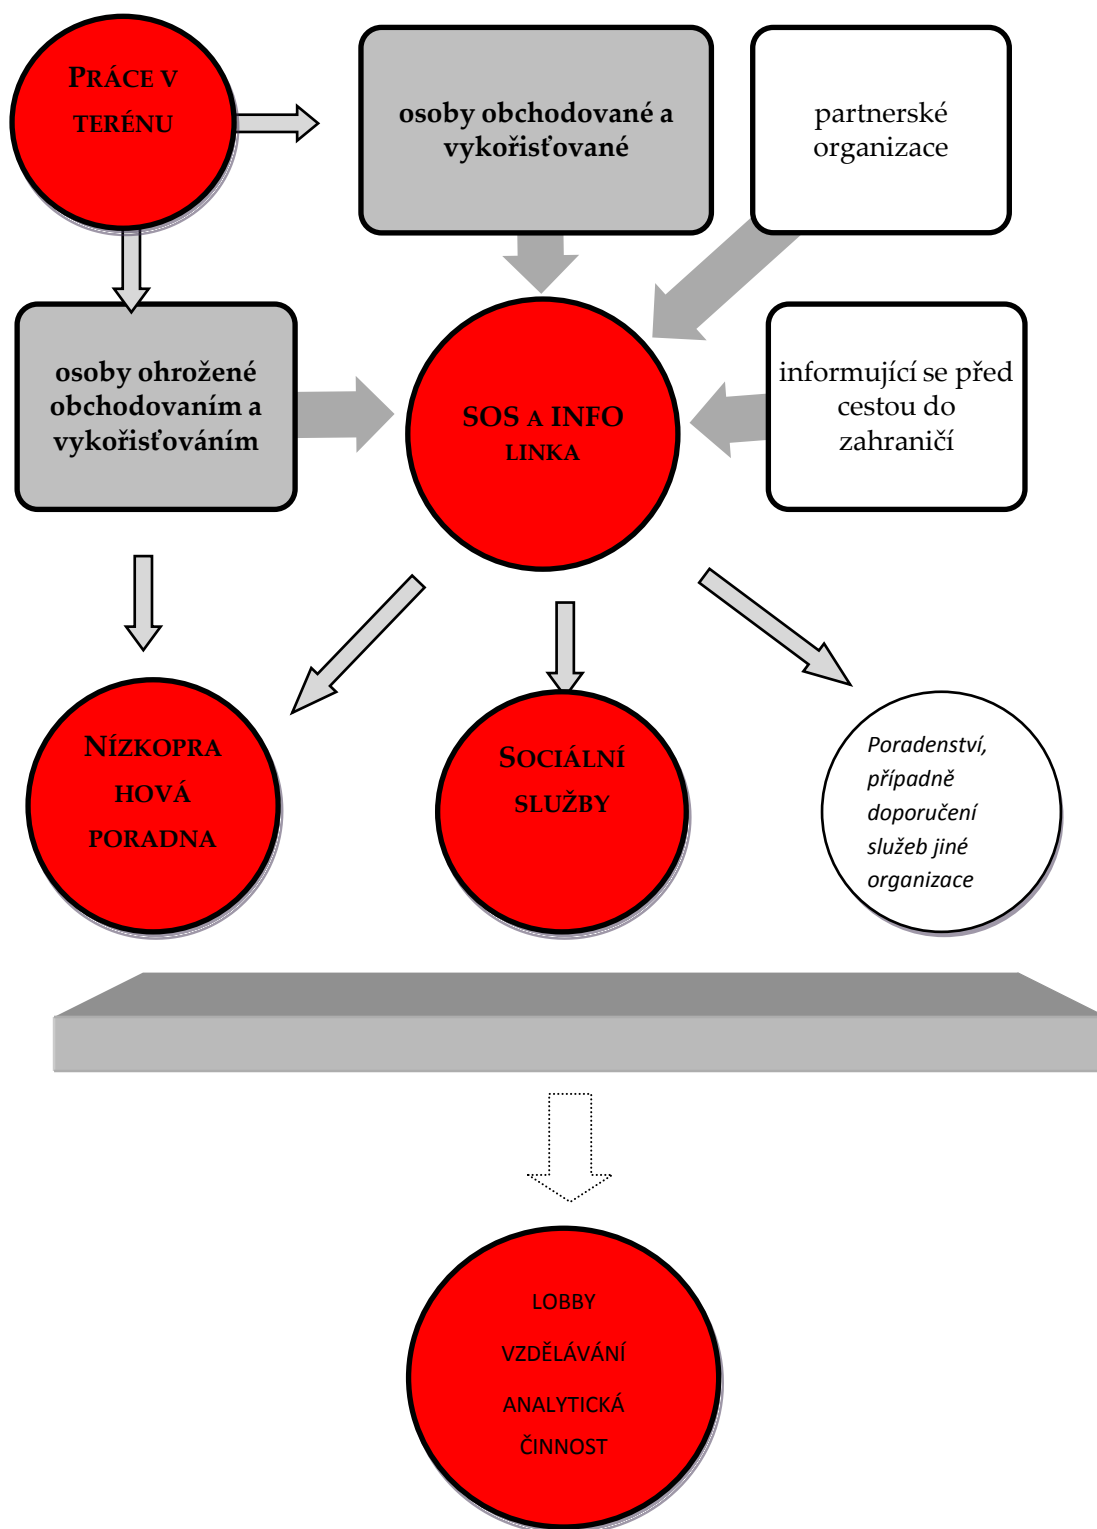 PRÁCE V
TERÉNU
osoby obchodované a
vykořisťované
partnerské
organizace
osoby ohrožené
obchodovaním a
vykořisťováním
SOS A INFO
LINKA
informující se před
cestou do
zahraničí
NÍZKOPRA
HOVÁ
PORADNA
SOCIÁLNÍ
SLUŽBY
Poradenství,
případně
doporučení
služeb jiné
organizace
LOBBY
VZDĚLÁVÁNÍ
ANALYTICKÁ
ČINNOST